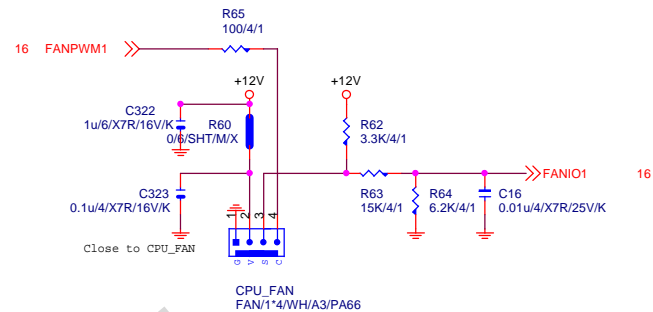 R65
100/4/1
16 FANPWM1
+12V
+12V
C322
1u/6/X7R/16V/K
R60
0/6/SHT/M/X
R62
3.3K/4/1
FANIO1 16
C323
0.1u/4/X7R/16V/K
R63
15K/4/1
R64
6.2K/4/1
C16
0.01u/4/X7R/25V/K
1 2 3 4
Close to CPU_FAN
G V S C
CPU_FAN
FAN/1*4/WH/A3/PA66